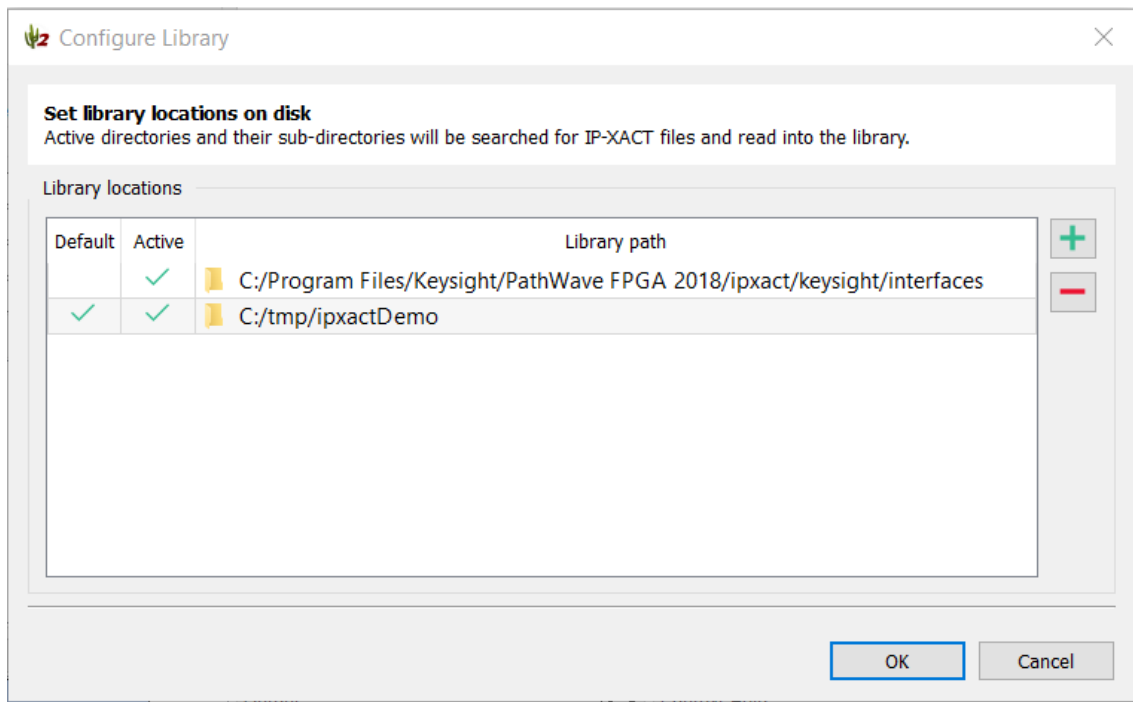 2 Configure Library
Set library locations on disk
Active directories and their sub-directories will be searched for IP-XACT files and read into the library.
Library locations
Default Active Library path
C:/Program Files/Keysight/PathWave FPGA 2018/ipxact/keysight/interfaces
C:/tmp/ipxactDemo
OK Cancel